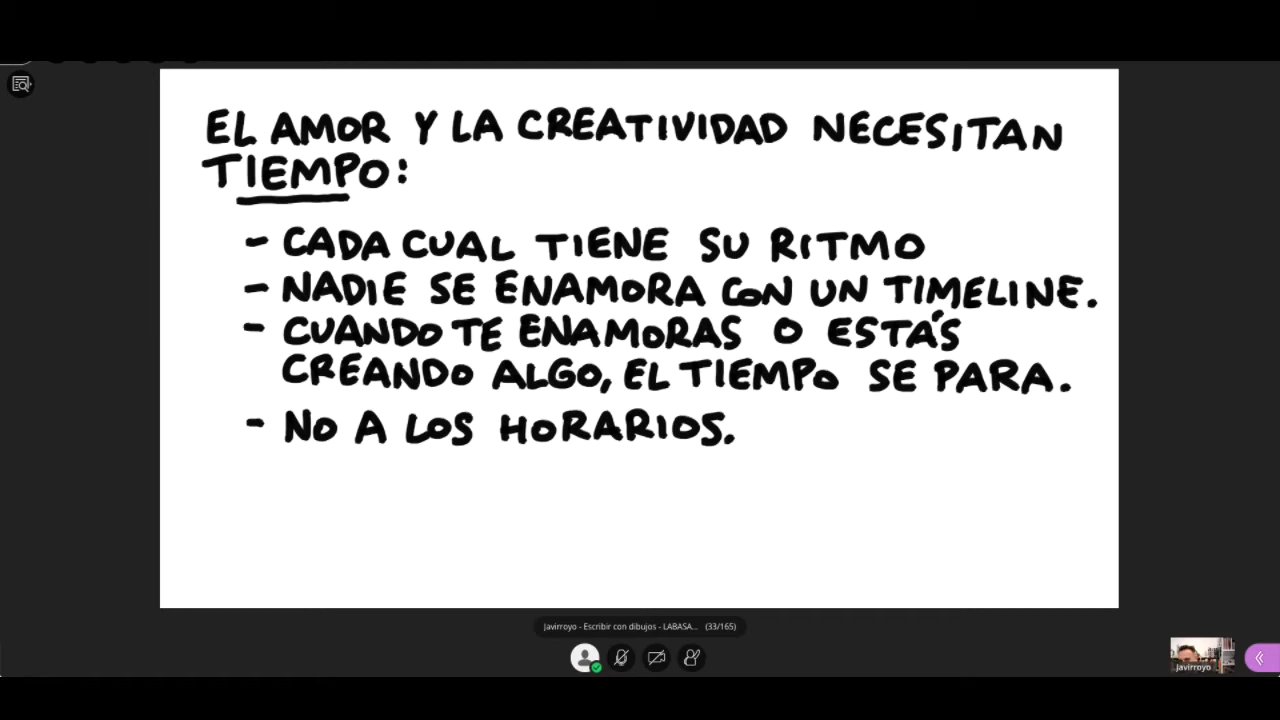 EL AMOR Y LA CREATIVIDAD NECESITAN
TIEMPO:
- CADA CUAL TIENE SU RITMO
- NADIE SE ENAMORA CON UN TIMELINE.
- CUANDO TE ENAMORAS O ESTÁS
CREANDO ALGO, EL TIEMPO SE PARA.
- NO A LOS HORARIOS.
Javirroyo - Escribir con dibujos - LABASA... (33/165)
Javirroyo